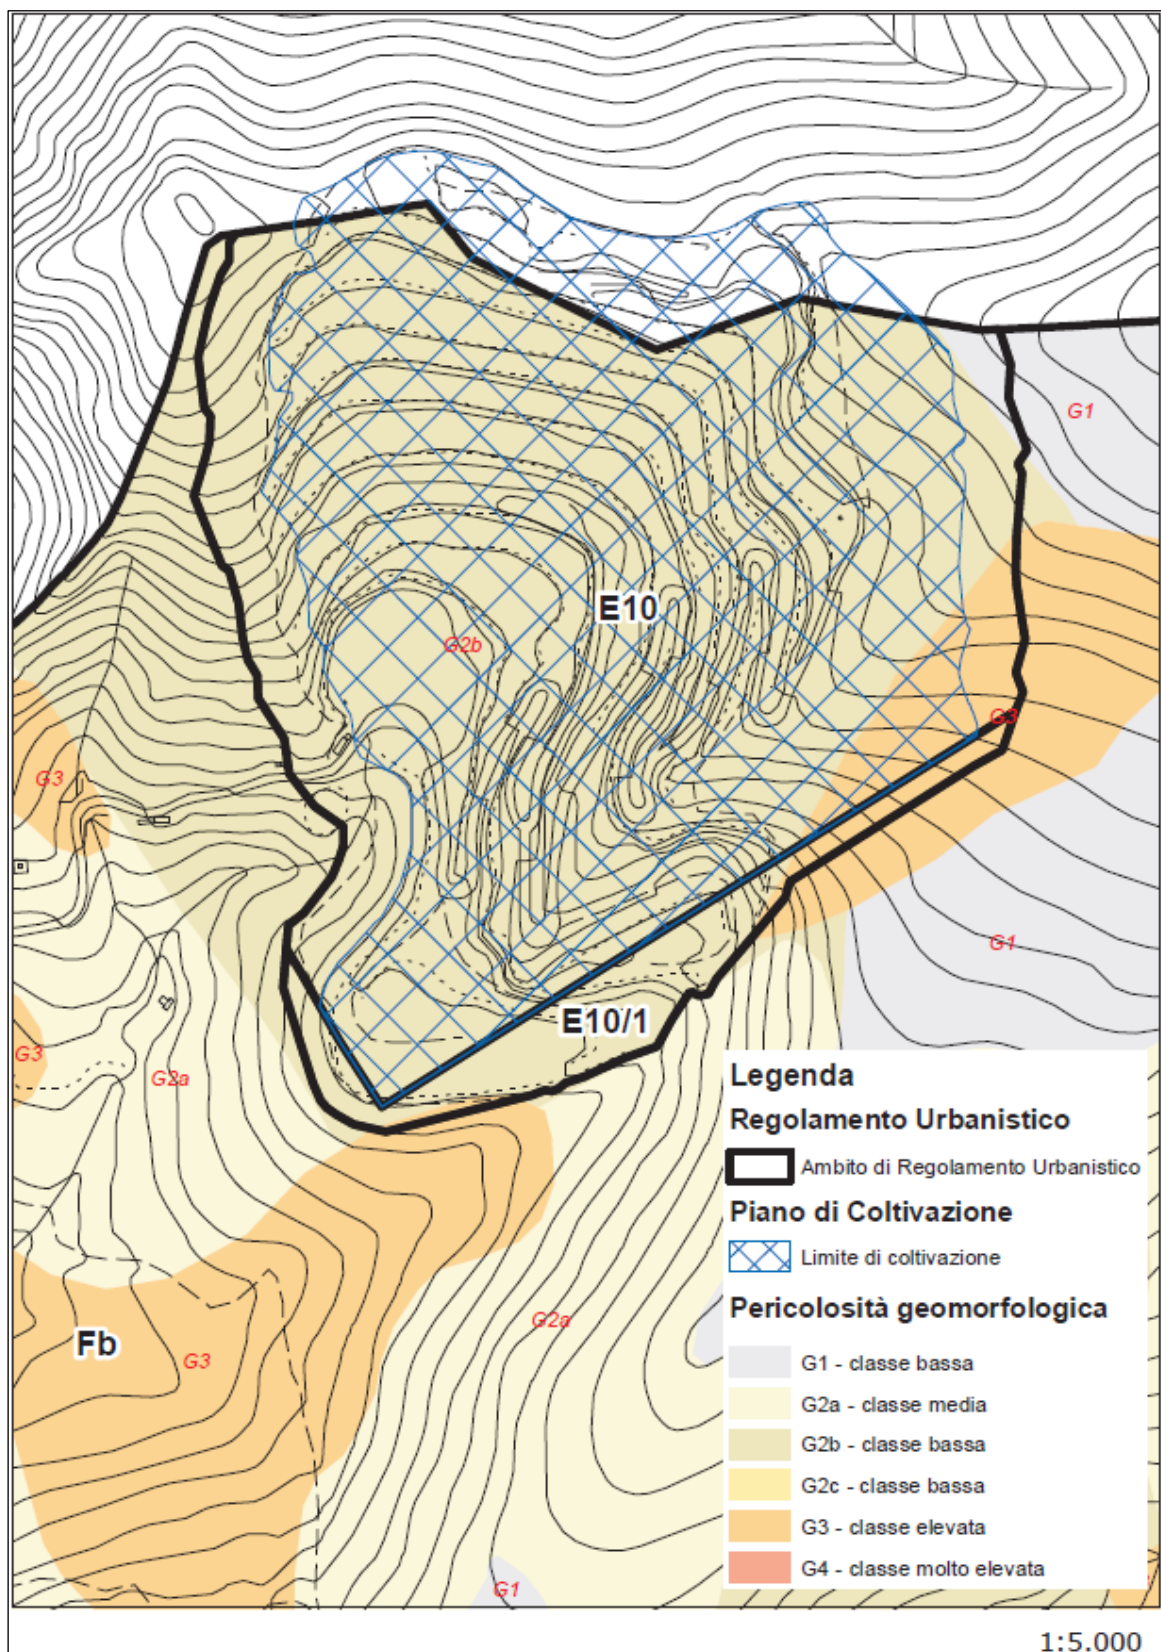 G1
E10
G2b
G3
G3
G1
E10/1
G3
G2a
G2a
Fb
G3
G1
Legenda
Regolamento Urbanistico
Ambito di Regolamento Urbanistico
Piano di Coltivazione
Limite di coltivazione
Pericolosità geomorfologica
G1 - classe bassa
G2a - classe media
G2b - classe bassa
G2c - classe bassa
G3 - classe elevata
G4 - classe molto elevata
1:5.000